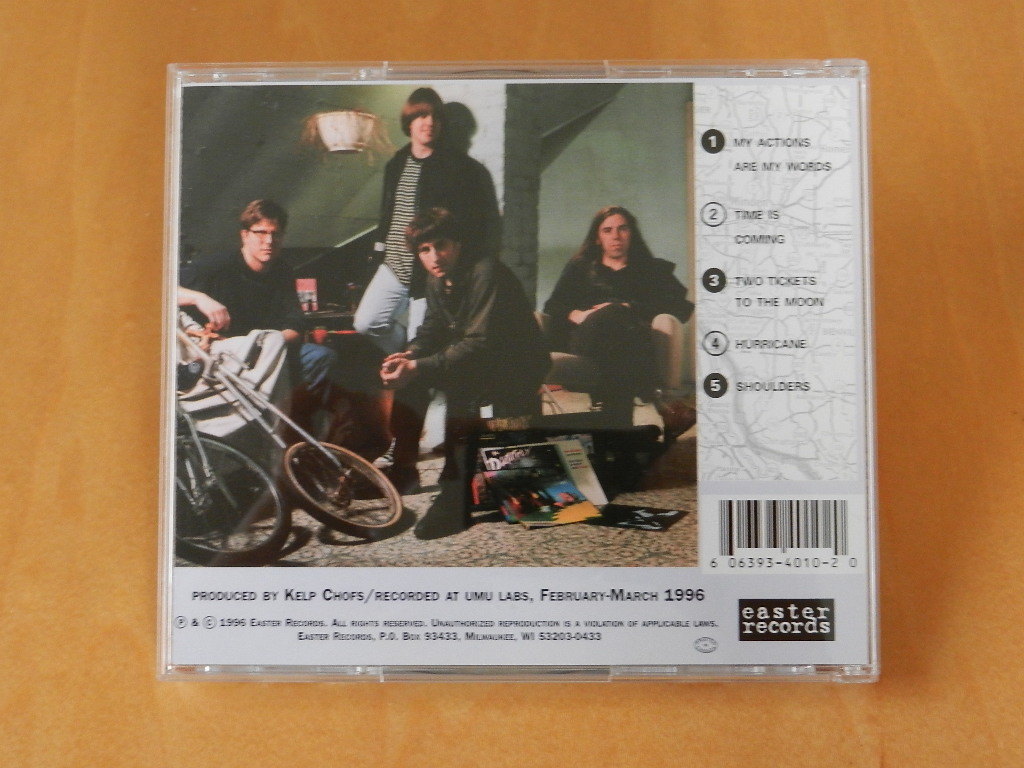 1 MY ACTIONS
ARE MY WORDS
2 TIME IS
COMING
3 TWO TICKETS
TO THE MOON
4 HURRICANE
5 SHOULDERS
6 06393-4010-2 0
PRODUCED BY KELP CHOFS/RECORDED AT UMU LABS, FEBRUARY-MARCH 1996
℗ & © 1996 EASTER RECORDS. ALL RIGHTS RESERVED. UNAUTHORIZED REPRODUCTION IS A VIOLATION OF APPLICABLE LAWS.
EASTER RECORDS, P.O. BOX 93433, MILWAUKEE, WI 53203-0433
easter
records